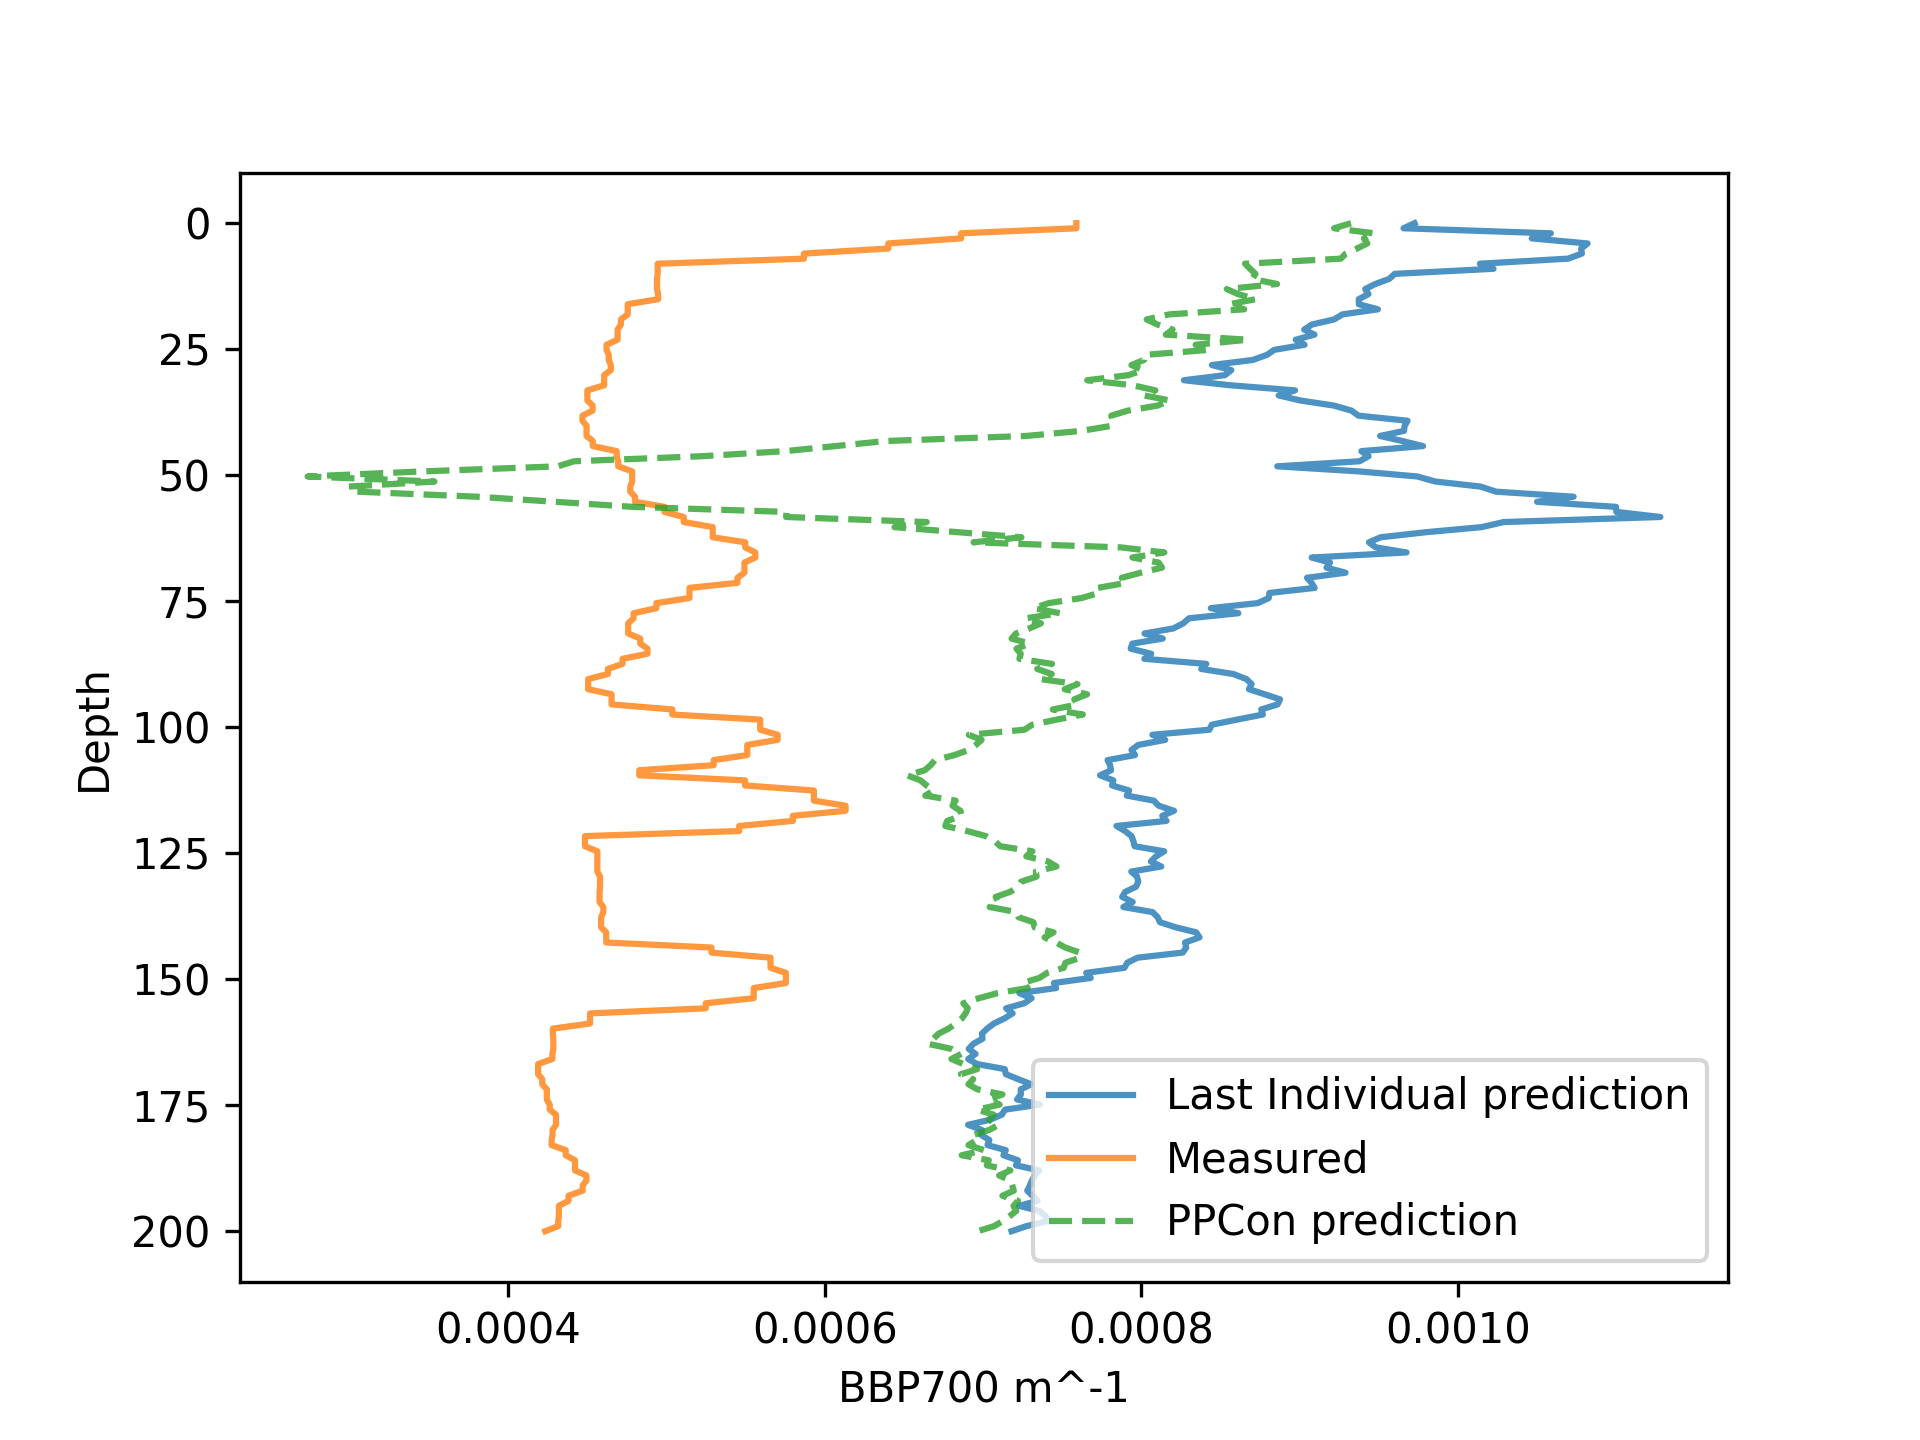 0
25
50
75
100
125
150
175
200
Depth
0.0004 0.0006 0.0008 0.0010
BBP700 m^-1
Last Individual prediction
Measured
PPCon prediction